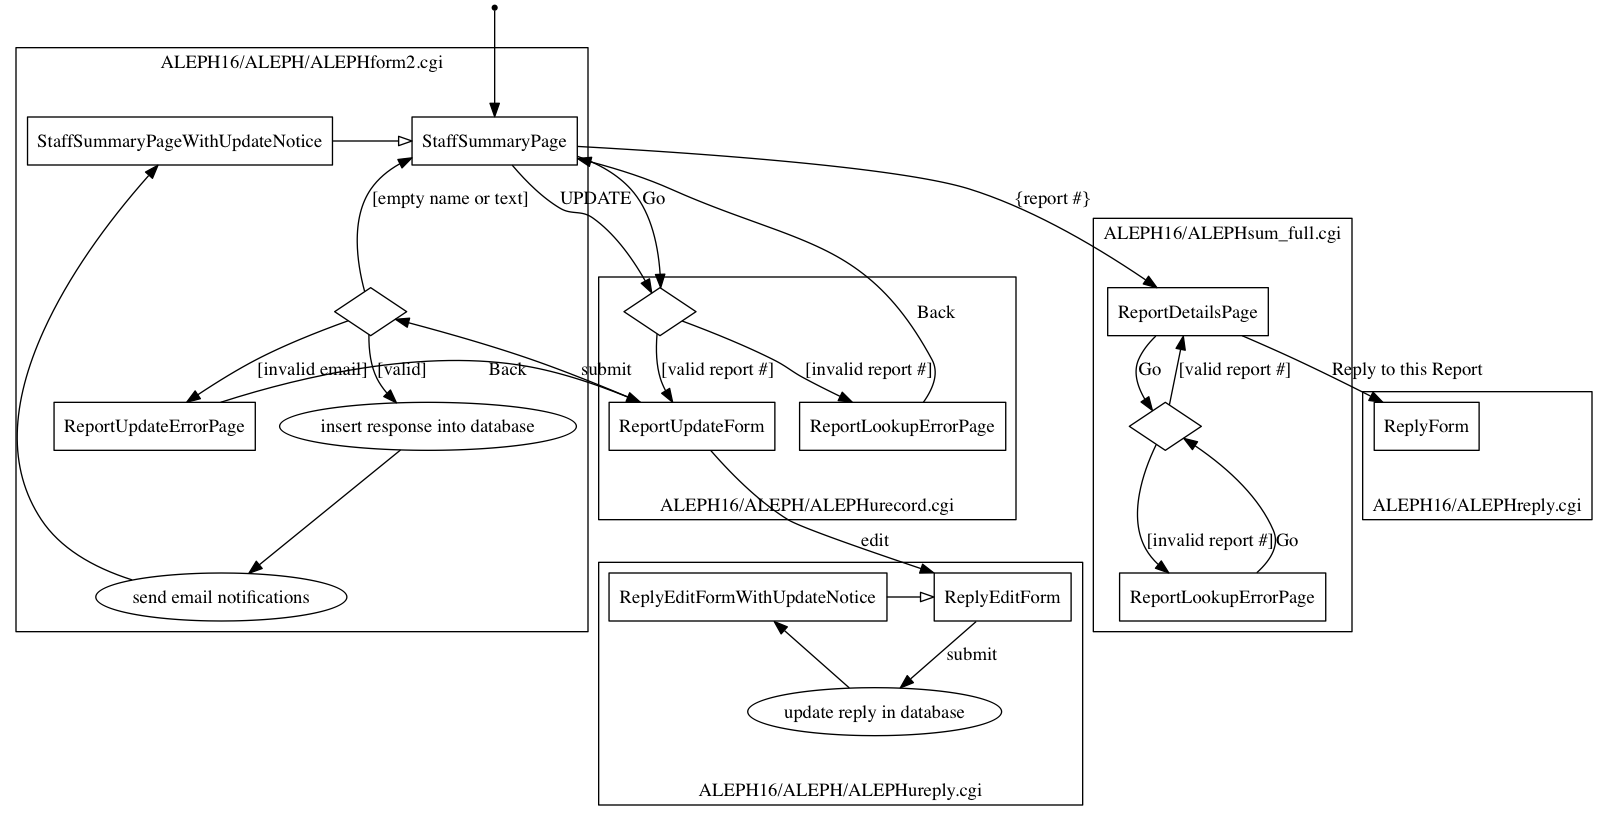 ALEPH16/ALEPH/ALEPHform2.cgi
StaffSummaryPageWithUpdateNotice
StaffSummaryPage
[empty name or text]
UPDATE
Go
{report #}
ALEPH16/ALEPHsum_full.cgi
ReportDetailsPage
Back
[invalid email]
[valid]
Back
submit
[valid report #]
[invalid report #]
Go
[valid report #]
Reply to this Report
ReportUpdateErrorPage
insert response into database
ReportUpdateForm
ReportLookupErrorPage
ReplyForm
ALEPH16/ALEPH/ALEPHurecord.cgi
ALEPH16/ALEPHreply.cgi
edit
[invalid report #]
Go
send email notifications
ReplyEditFormWithUpdateNotice
ReplyEditForm
ReportLookupErrorPage
submit
update reply in database
ALEPH16/ALEPH/ALEPHureply.cgi